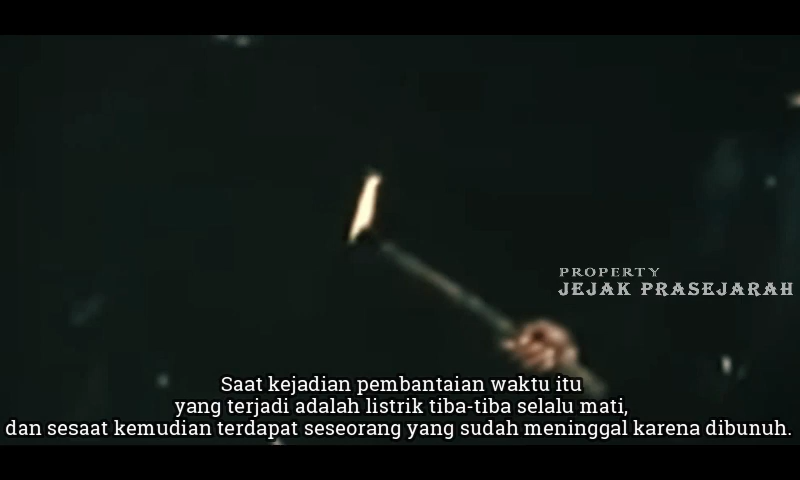 PROPERTY
JEJAK PRASEJARAH
Saat kejadian pembantaian waktu itu
yang terjadi adalah listrik tiba-tiba selalu mati,
dan sesaat kemudian terdapat seseorang yang sudah meninggal karena dibunuh.